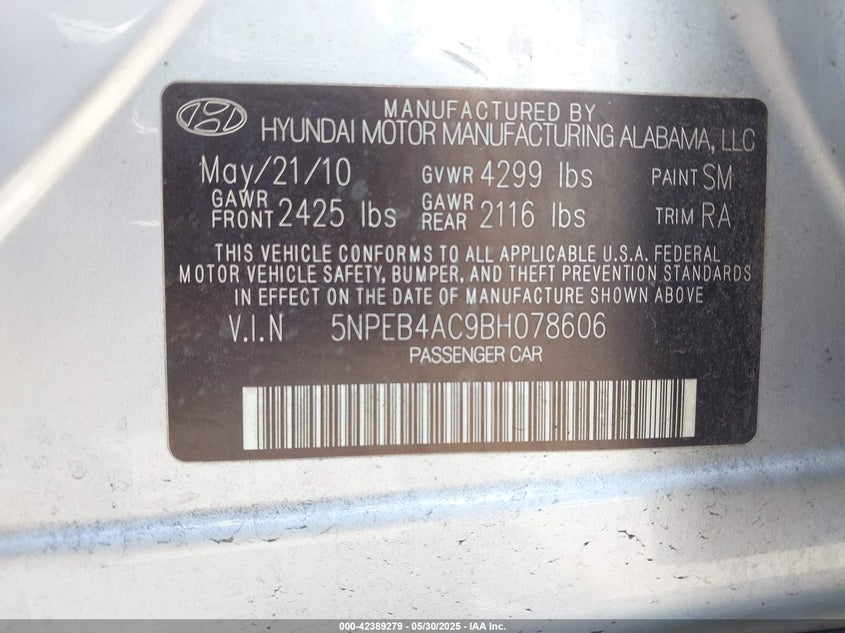 MANUFACTURED BY
HYUNDAI MOTOR MANUFACTURING ALABAMA, LLC
May/21/10 GVWR 4299 lbs PAINT SM
GAWR FRONT 2425 lbs GAWR REAR 2116 lbs TRIM RA
THIS VEHICLE CONFORMS TO ALL APPLICABLE U.S.A. FEDERAL
MOTOR VEHICLE SAFETY, BUMPER, AND THEFT PREVENTION STANDARDS
IN EFFECT ON THE DATE OF MANUFACTURE SHOWN ABOVE
V.I.N 5NPEB4AC9BH078606
PASSENGER CAR
000-42389279 — 05/30/2025 — IAA Inc.